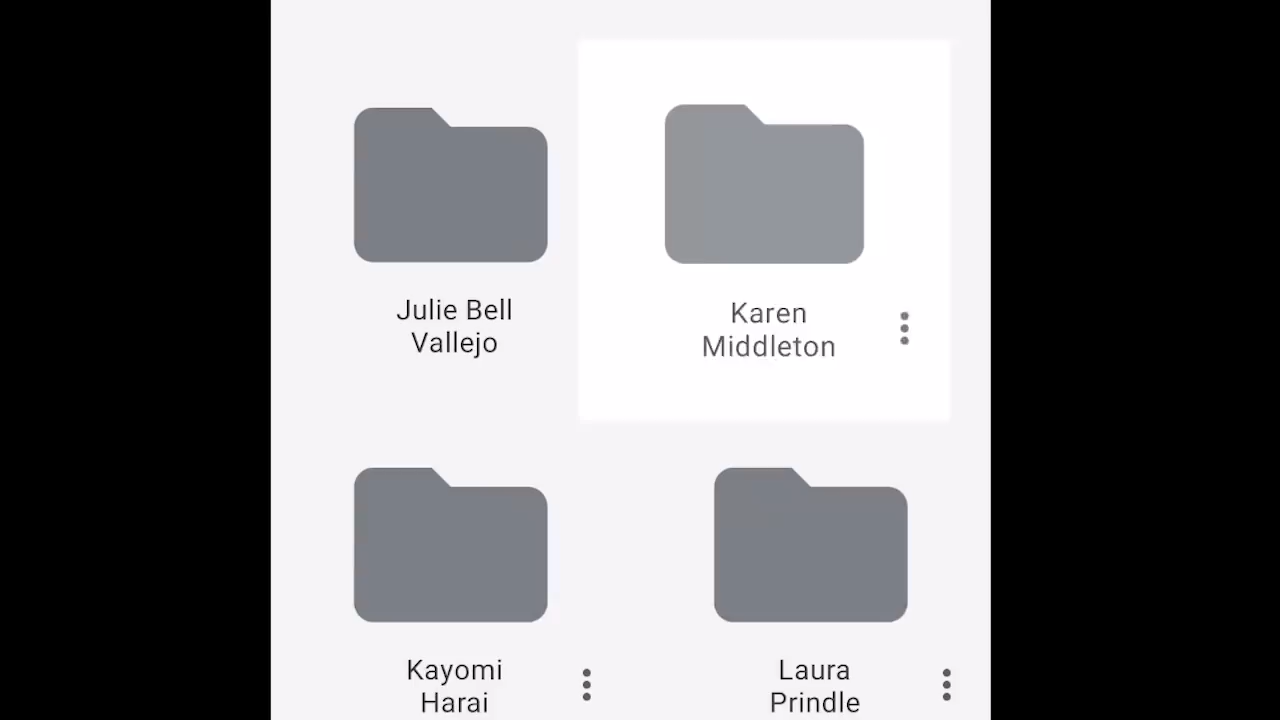 Julie Bell
Vallejo
Karen
Middleton
Kayomi
Harai
Laura
Prindle